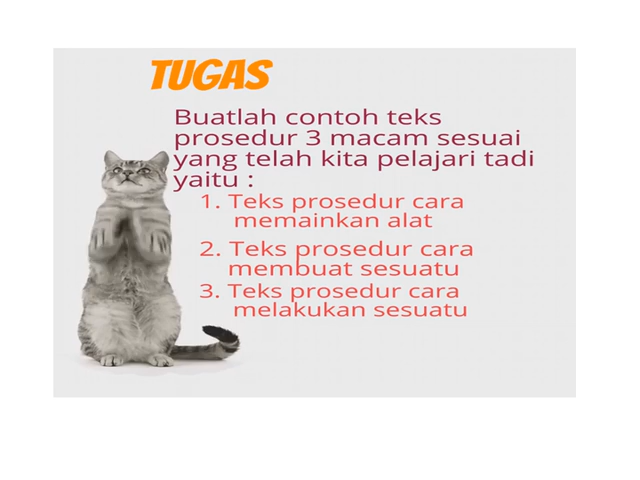 TUGAS
Buatlah contoh teks
prosedur 3 macam sesuai
yang telah kita pelajari tadi
yaitu :
1. Teks prosedur cara
memainkan alat
2. Teks prosedur cara
membuat sesuatu
3. Teks prosedur cara
melakukan sesuatu